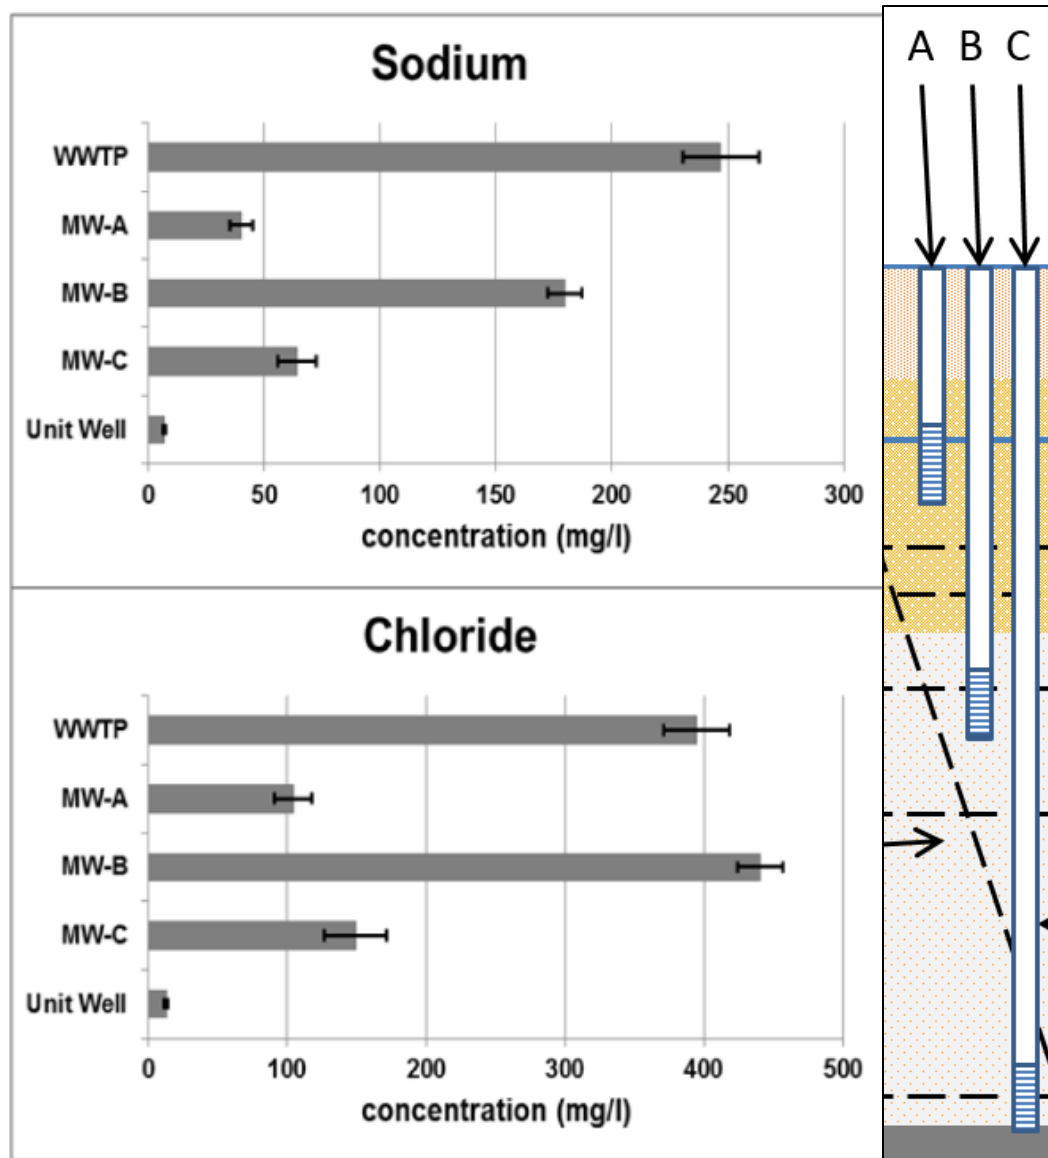 Sodium
WWTP
MW-A
MW-B
MW-C
Unit Well
0 50 100 150 200 250 300
concentration (mg/l)
Chloride
WWTP
MW-A
MW-B
MW-C
Unit Well
0 100 200 300 400 500
concentration (mg/l)
A B C